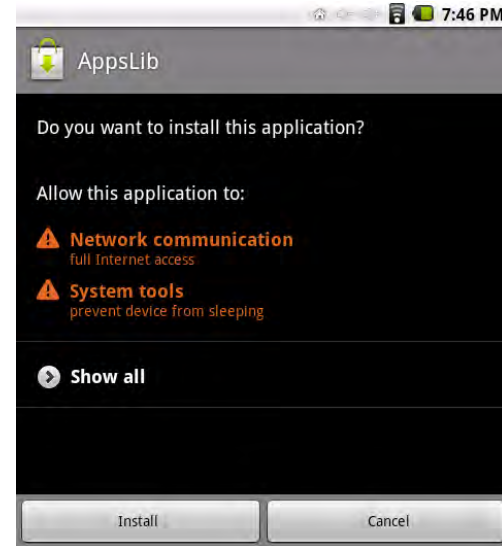 7:46 PM
AppsLib
Do you want to install this application?
Allow this application to:
Network communication
full Internet access
System tools
prevent device from sleeping
Show all
Install
Cancel